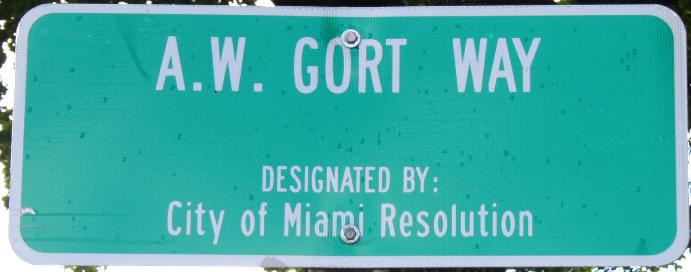 A.W. GORT WAY
DESIGNATED BY:
City of Miami Resolution